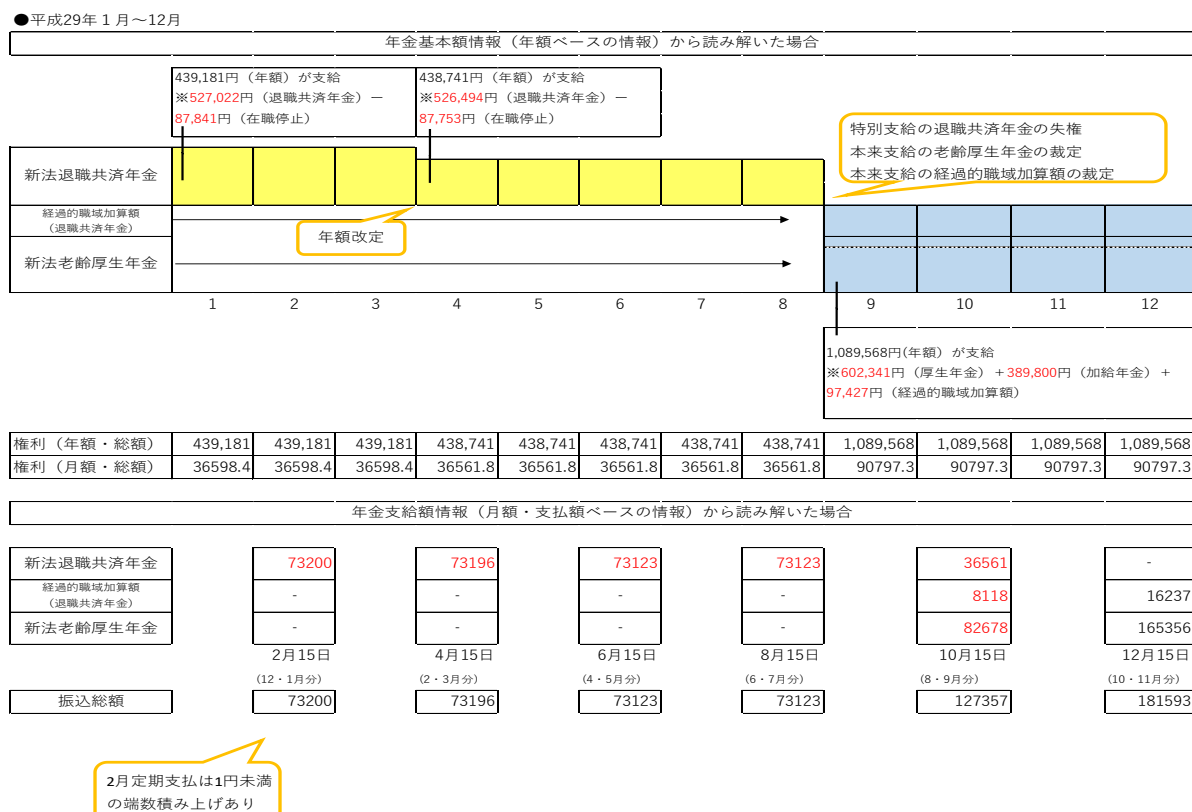 ●平成29年1月～12月
年金基本額情報（年額ベースの情報）から読み解いた場合
439,181円（年額）が支給
※527,022円（退職共済年金）－
87,841円（在職停止）
438,741円（年額）が支給
※526,494円（退職共済年金）－
87,753円（在職停止）
特別支給の退職共済年金の失権
本来支給の老齢厚生年金の裁定
本来支給の経過的職域加算額の裁定
新法退職共済年金
経過的職域加算額
（退職共済年金）
年額改定
新法老齢厚生年金
1 2 3 4 5 6 7 8 9 10 11 12
1,089,568円(年額）が支給
※602,341円（厚生年金）＋389,800円（加給年金）＋
97,427円（経過的職域加算額）
権利（年額・総額） 439,181 439,181 439,181 438,741 438,741 438,741 438,741 438,741 1,089,568 1,089,568 1,089,568 1,089,568
権利（月額・総額） 36598.4 36598.4 36598.4 36561.8 36561.8 36561.8 36561.8 36561.8 90797.3 90797.3 90797.3 90797.3
年金支給額情報（月額・支払額ベースの情報）から読み解いた場合
新法退職共済年金 73200 73196 73123 73123 36561 -
経過的職域加算額
（退職共済年金） - - - - 8118 16237
新法老齢厚生年金 - - - - 82678 165356
2月15日 4月15日 6月15日 8月15日 10月15日 12月15日
(12・1月分) (2・3月分) (4・5月分) (6・7月分) (8・9月分) (10・11月分)
振込総額 73200 73196 73123 73123 127357 181593
2月定期支払は1円未満
の端数積み上げあり